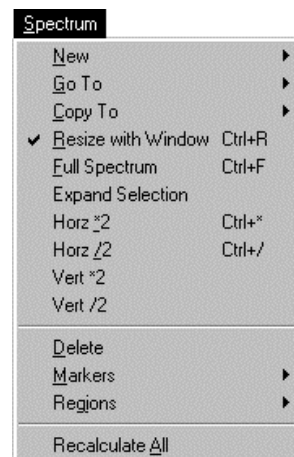 Spectrum
New
Go To
Copy To
Resize with Window Ctrl+R
Full Spectrum Ctrl+F
Expand Selection
Horz *2 Ctrl+*
Horz /2 Ctrl+/
Vert *2
Vert /2
Delete
Markers
Regions
Recalculate All